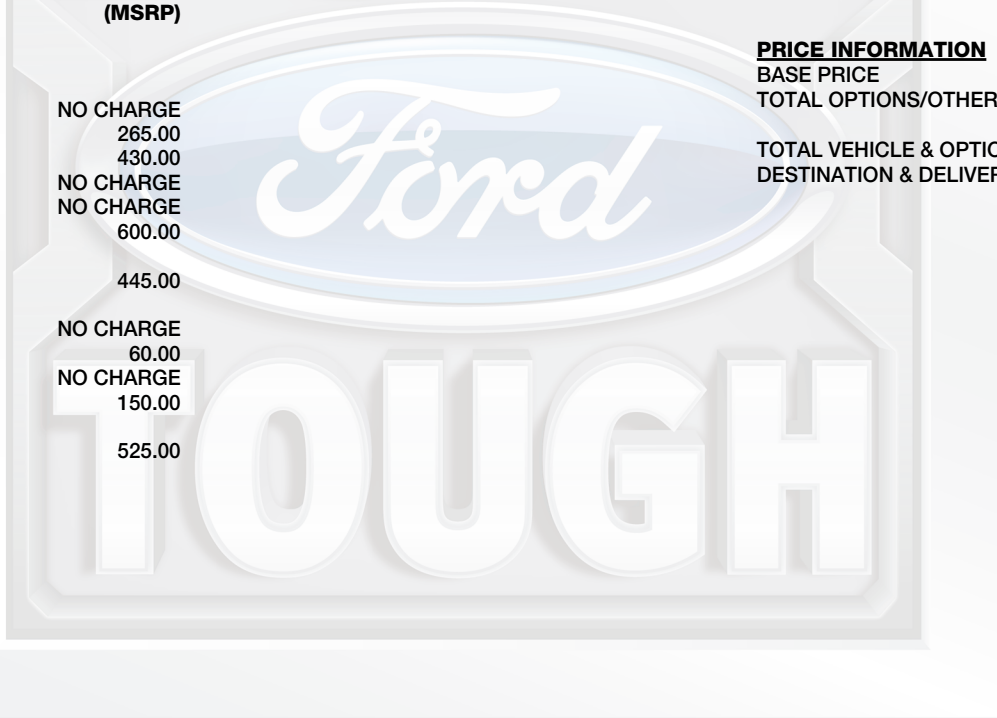 (MSRP)
NO CHARGE
265.00
430.00
NO CHARGE
NO CHARGE
600.00
445.00
NO CHARGE
60.00
NO CHARGE
150.00
525.00
PRICE INFORMATION
BASE PRICE
TOTAL OPTIONS/OTHER
TOTAL VEHICLE & OPTIO
DESTINATION & DELIVER
Ford
TOUGH